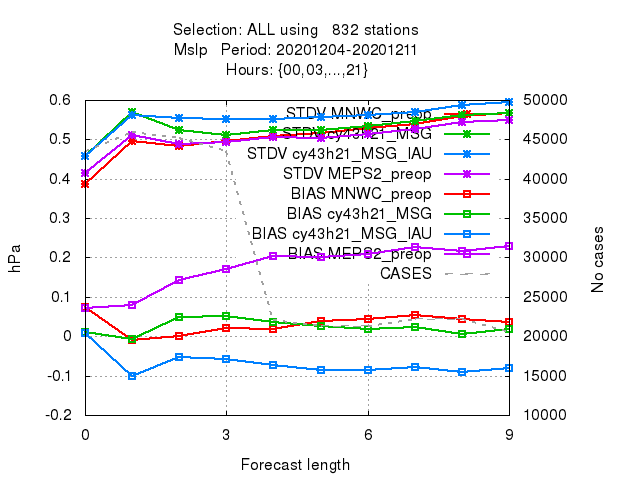 Selection: ALL using 832 stations
Mslp Period: 20201204-20201211
Hours: {00,03,...,21}
0.6
0.5
0.4
0.3
0.2
0.1
0
-0.1
-0.2
hPa
50000
45000
40000
35000
30000
25000
20000
15000
10000
No cases
STDV MNWC_preop
STDV cy43h21_MSG
STDV cy43h21_MSG_IAU
STDV MEPS2_preop
BIAS MNWC_preop
BIAS cy43h21_MSG
BIAS cy43h21_MSG_IAU
BIAS MEPS2_preop
CASES
0 3 6 9
Forecast length